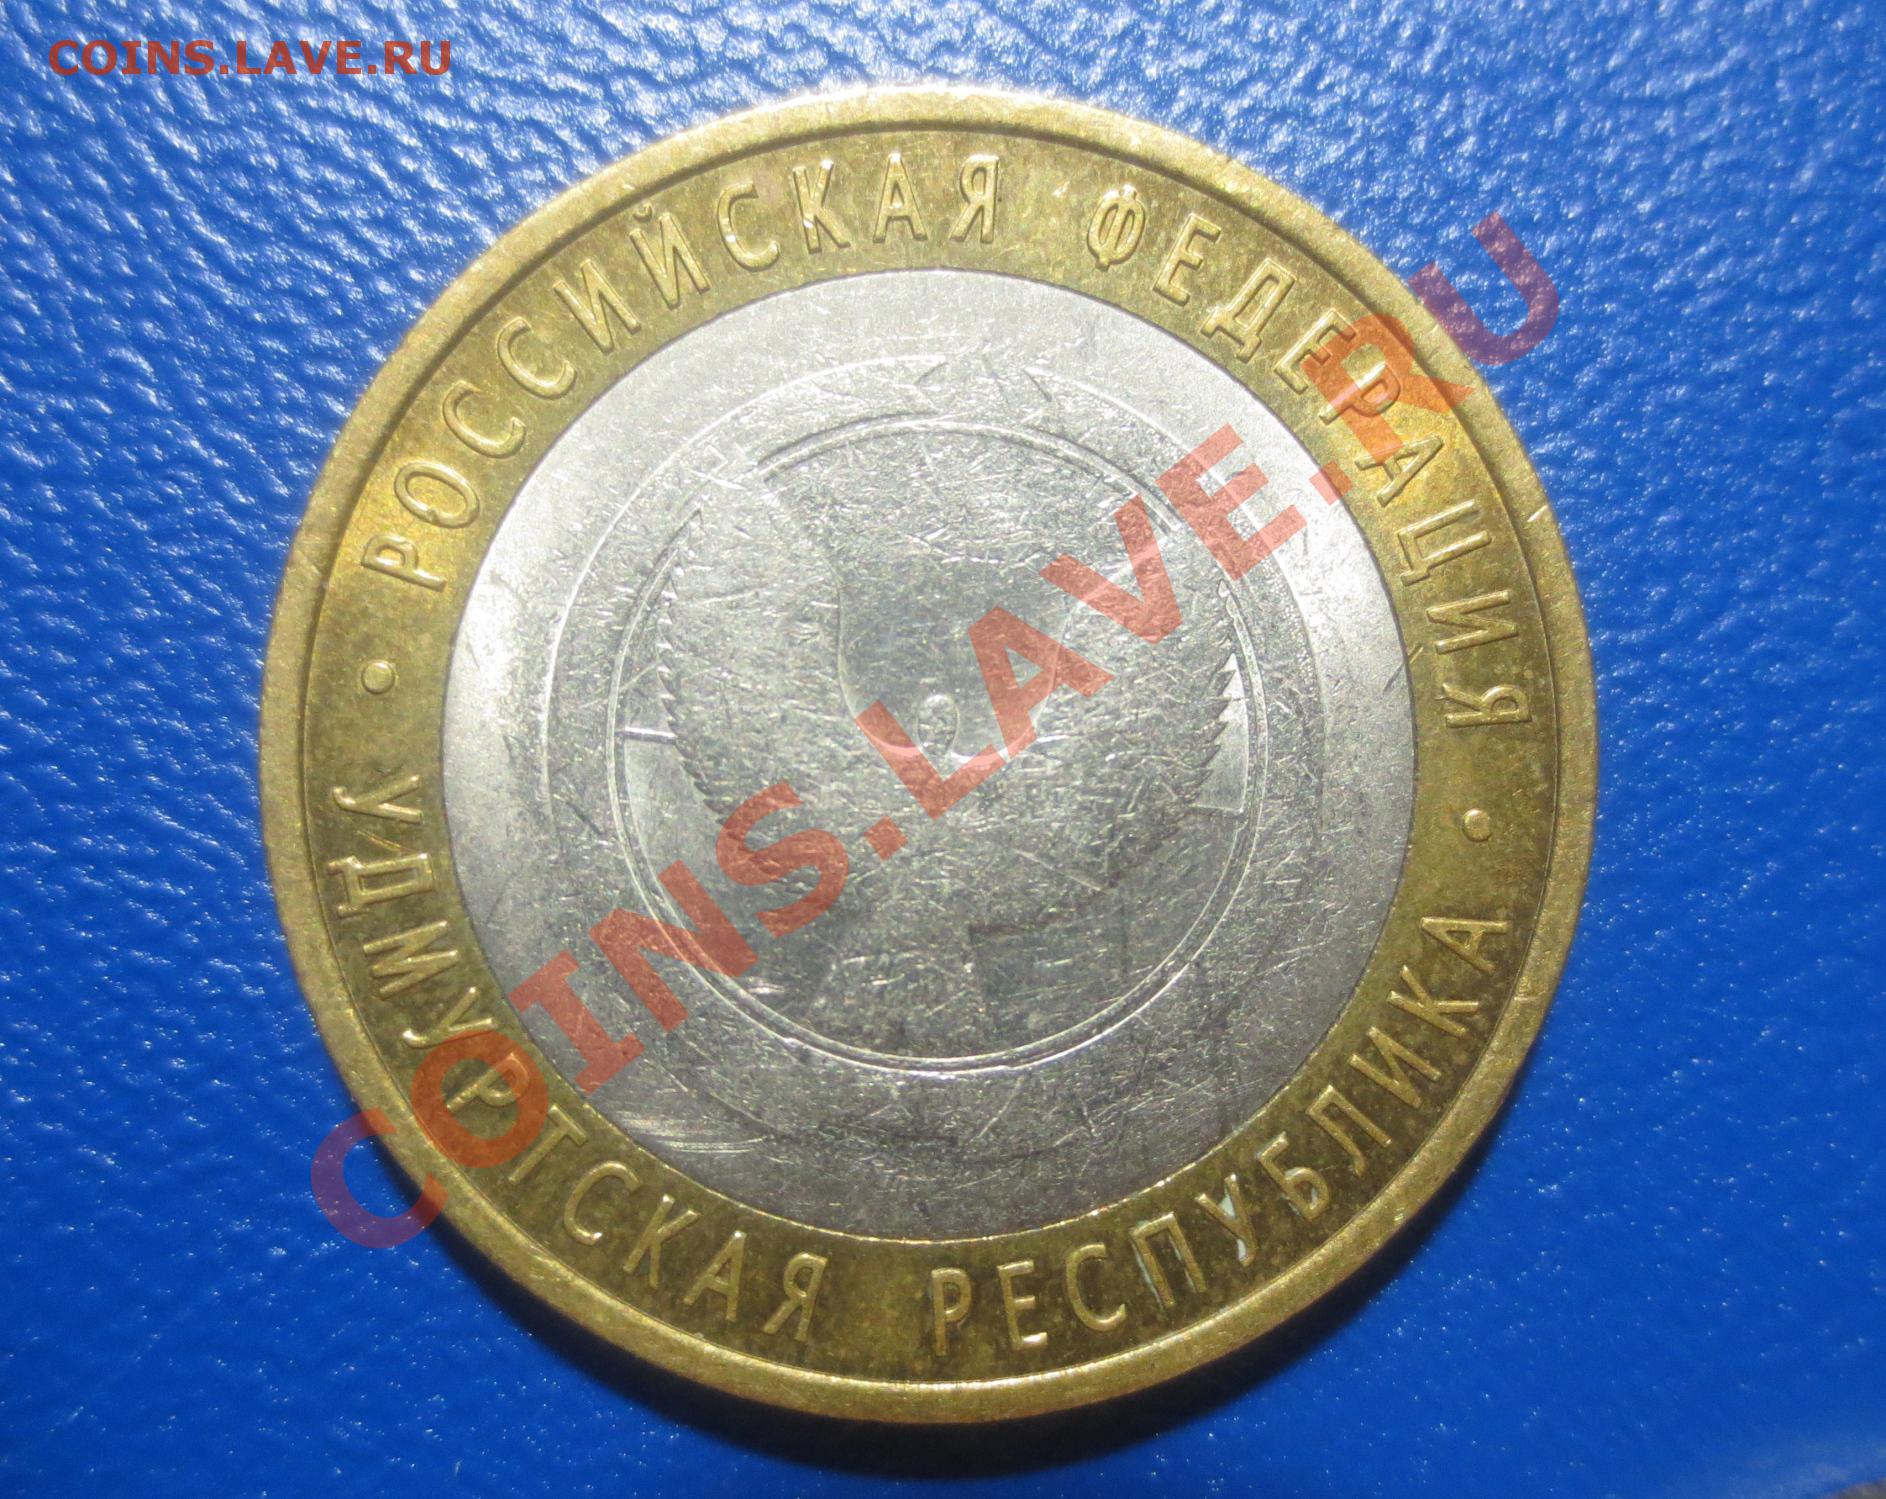 COINS.LAVE.RU
РОССИЙСКАЯ ФЕДЕРАЦИЯ
• УДМУРТСКАЯ РЕСПУБЛИКА •
COINS.LAVE.RU